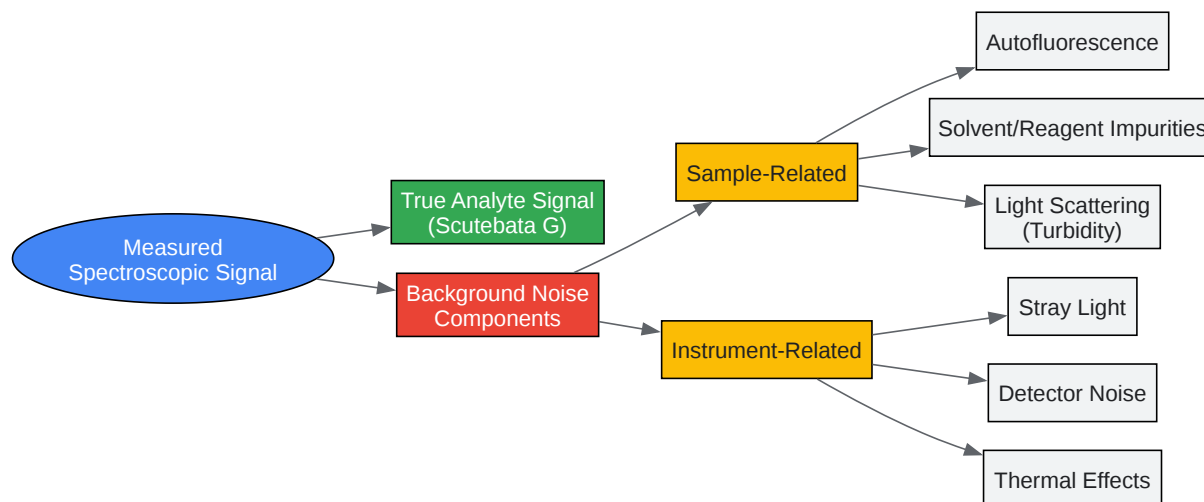 Measured
Spectroscopic Signal
True Analyte Signal
(Scutebata G)
Background Noise
Components
Sample-Related
Instrument-Related
Autofluorescence
Solvent/Reagent Impurities
Light Scattering
(Turbidity)
Stray Light
Detector Noise
Thermal Effects